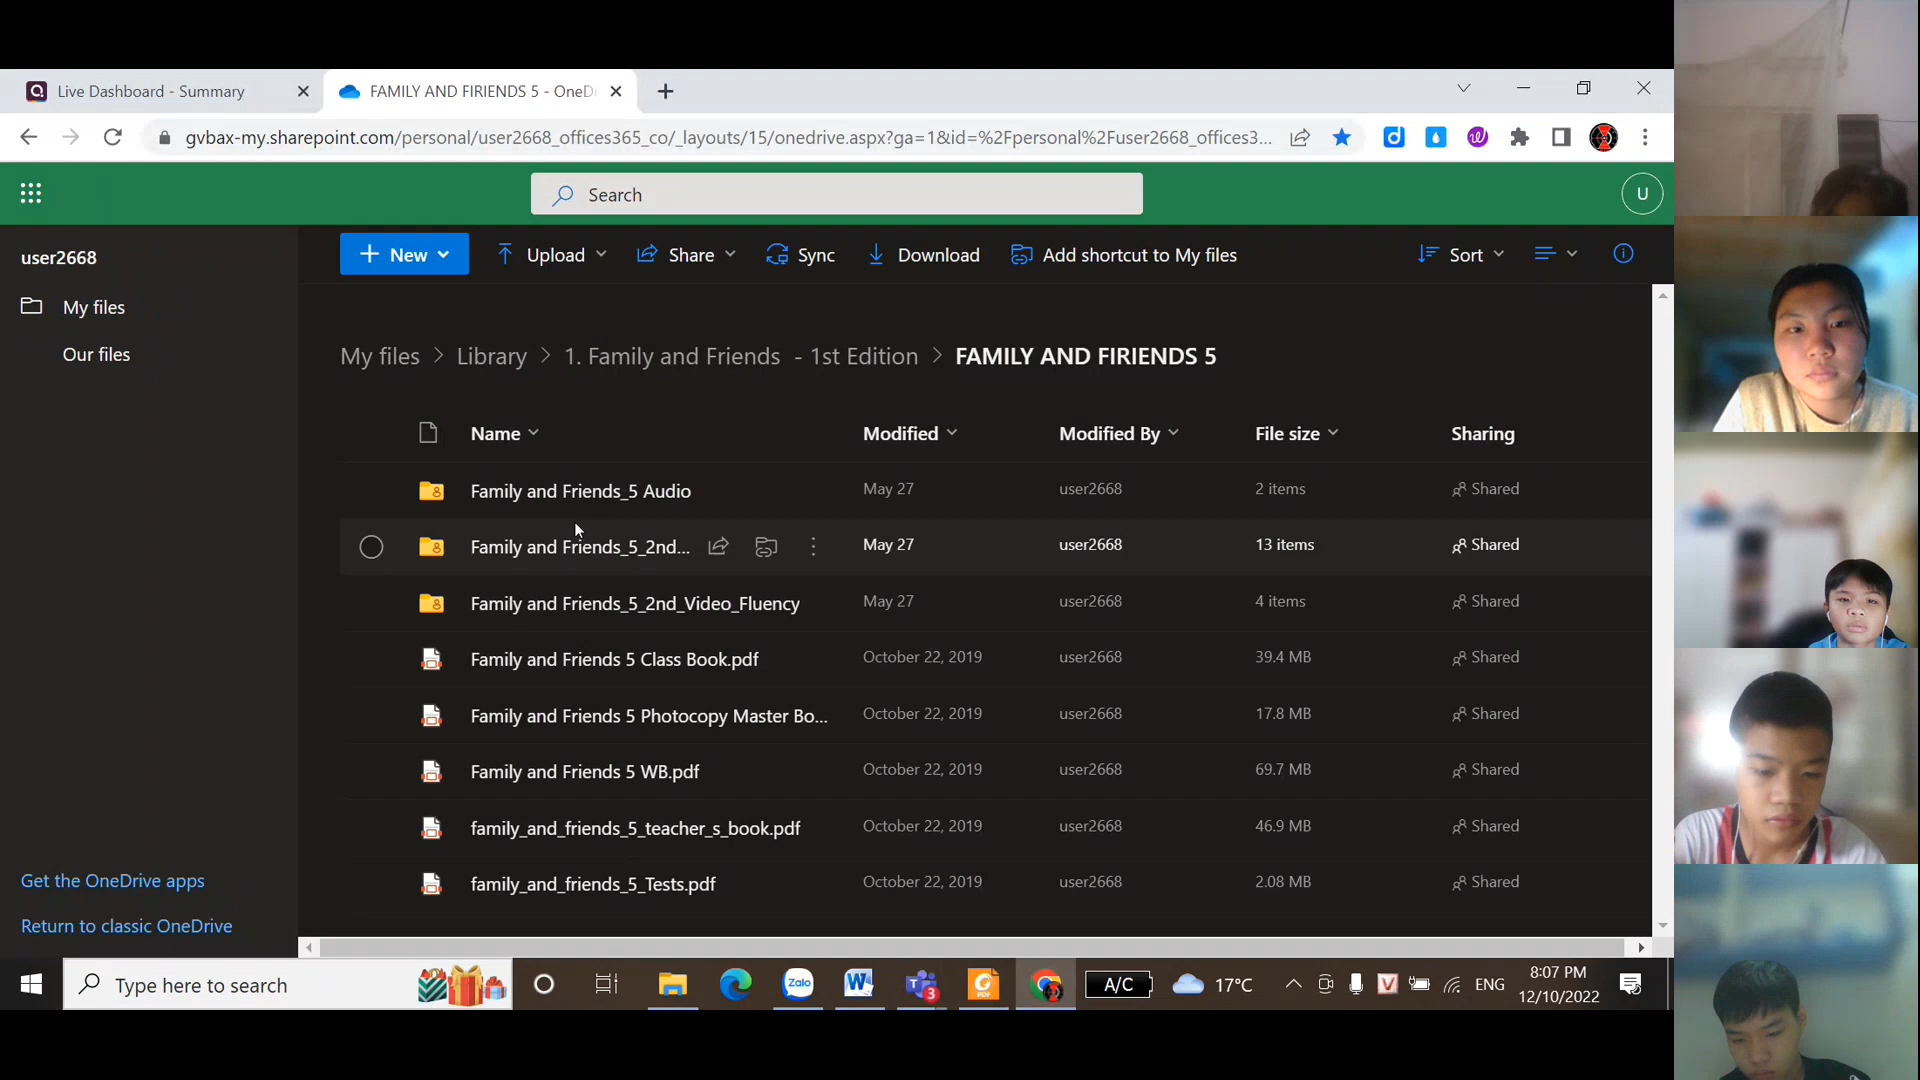 Live Dashboard - Summary
FAMILY AND FIRIENDS 5 - OneD
gvbax-my.sharepoint.com/personal/user2668_offices365_co/_layouts/15/onedrive.aspx?ga=1&id=%2Fpersonal%2Fuser2668_offices3...
Search
U
user2668
My files
Our files
Get the OneDrive apps
Return to classic OneDrive
New Upload Share Sync Download Add shortcut to My files Sort
My files > Library > 1. Family and Friends - 1st Edition > FAMILY AND FIRIENDS 5
Name Modified Modified By File size Sharing
Family and Friends_5 Audio May 27 user2668 2 items Shared
Family and Friends_5_2nd... May 27 user2668 13 items Shared
Family and Friends_5_2nd_Video_Fluency May 27 user2668 4 items Shared
Family and Friends 5 Class Book.pdf October 22, 2019 user2668 39.4 MB Shared
Family and Friends 5 Photocopy Master Bo... October 22, 2019 user2668 17.8 MB Shared
Family and Friends 5 WB.pdf October 22, 2019 user2668 69.7 MB Shared
family_and_friends_5_teacher_s_book.pdf October 22, 2019 user2668 46.9 MB Shared
family_and_friends_5_Tests.pdf October 22, 2019 user2668 2.08 MB Shared
Type here to search
Zalo
3
PDF
A/C
17°C
V
ENG
8:07 PM
12/10/2022